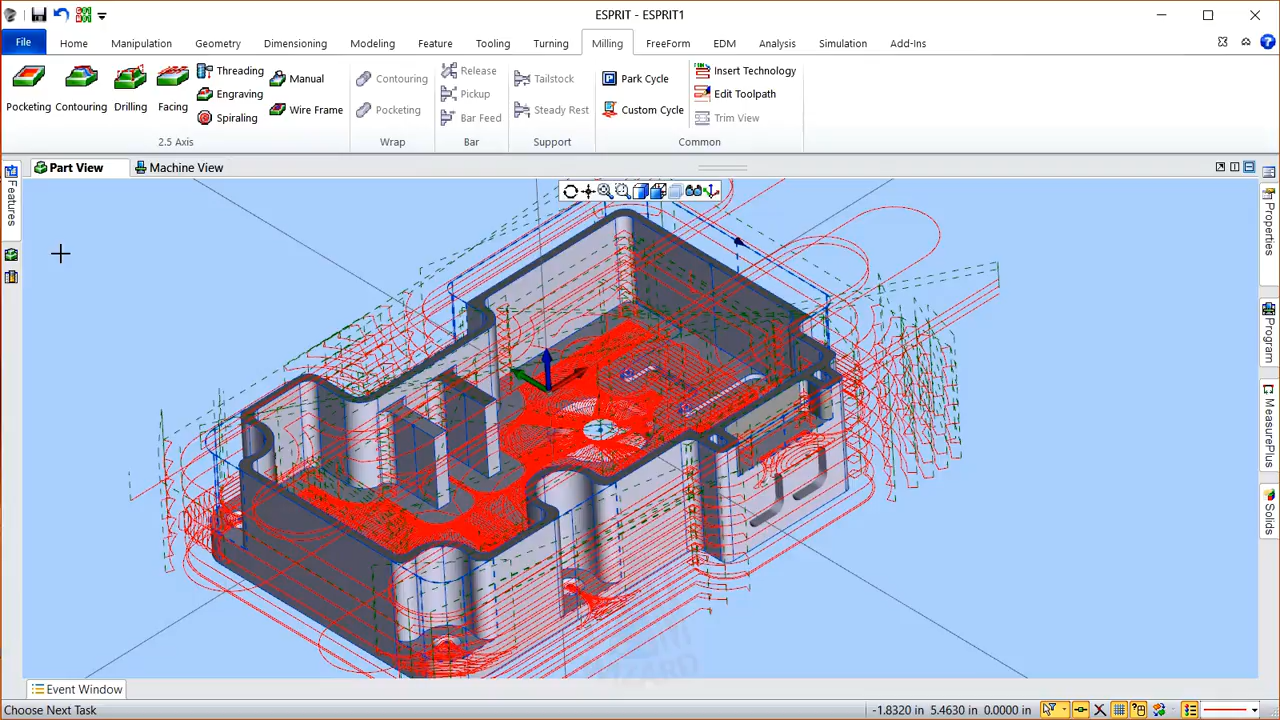 ESPRIT - ESPRIT1
File Home Manipulation Geometry Dimensioning Modeling Feature Tooling Turning Milling FreeForm EDM Analysis Simulation Add-Ins
Pocketing Contouring Drilling Facing
Threading
Engraving
Spiraling
Manual
Wire Frame
2.5 Axis
Contouring
Pocketing
Wrap
Release
Pickup
Bar Feed
Bar
Tailstock
Steady Rest
Support
Park Cycle
Custom Cycle
Insert Technology
Edit Toolpath
Trim View
Common
Part View Machine View
Features
Properties
Program
MeasurePlus
Solids
Event Window
Choose Next Task
-1.8320 in 5.4630 in 0.0000 in